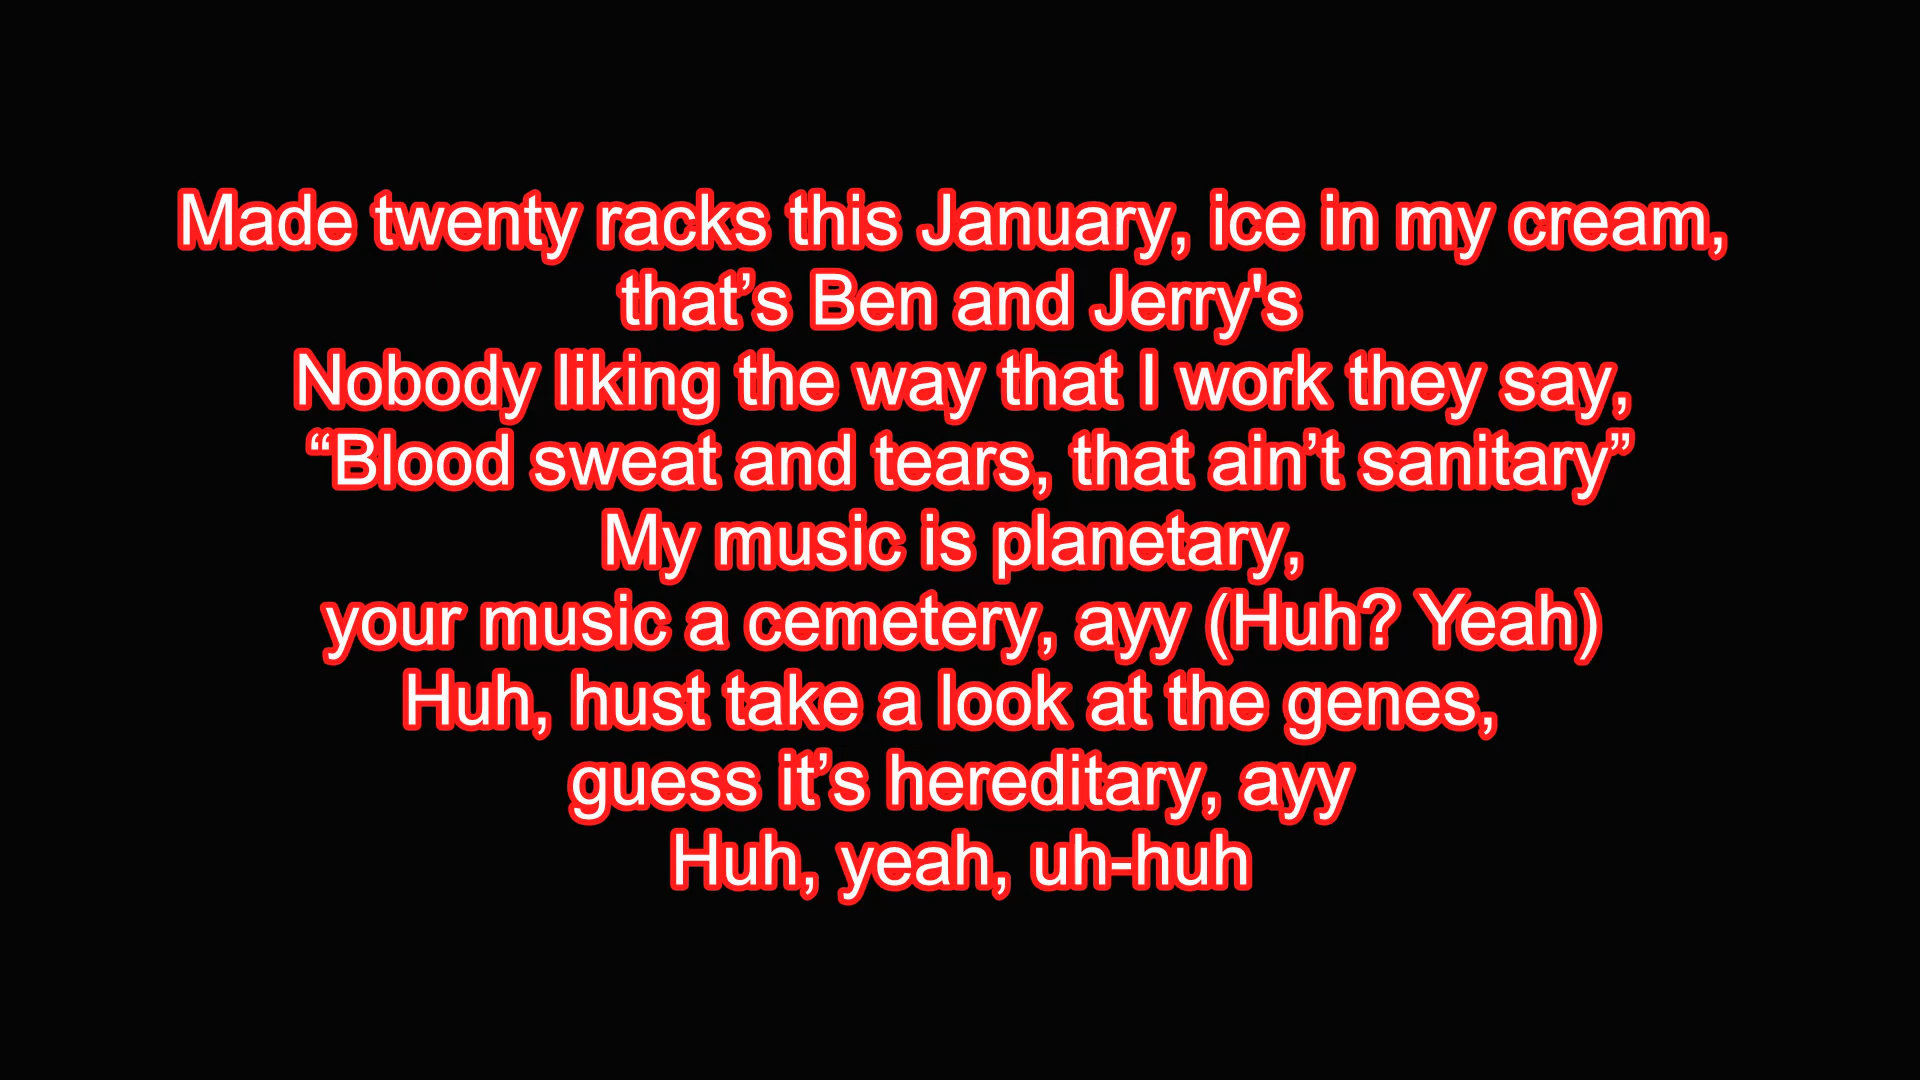 Made twenty racks this January, ice in my cream,
that’s Ben and Jerry's
Nobody liking the way that I work they say,
“Blood sweat and tears, that ain’t sanitary”
My music is planetary,
your music a cemetery, ayy (Huh? Yeah)
Huh, hust take a look at the genes,
guess it’s hereditary, ayy
Huh, yeah, uh-huh